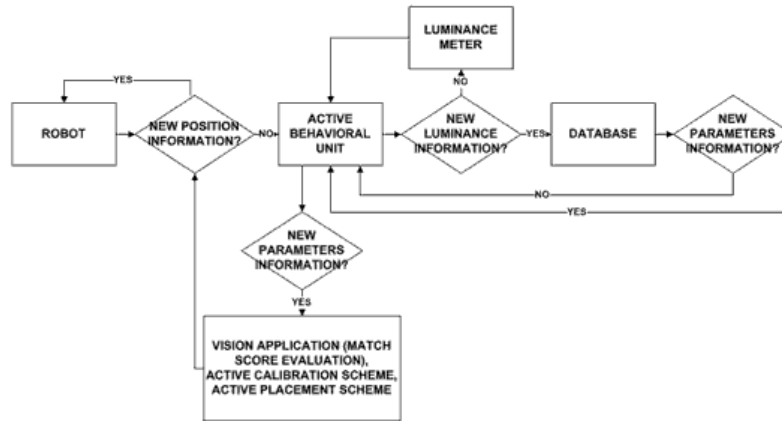 LUMINANCE
METER
YES
NO
ROBOT
NEW POSITION
INFORMATION?
NO
ACTIVE
BEHAVIORAL
UNIT
NEW
LUMINANCE
INFORMATION?
YES
DATABASE
NEW
PARAMETERS
INFORMATION?
NO
YES
NEW
PARAMETERS
INFORMATION?
YES
VISION APPLICATION (MATCH
SCORE EVALUATION),
ACTIVE CALIBRATION SCHEME,
ACTIVE PLACEMENT SCHEME